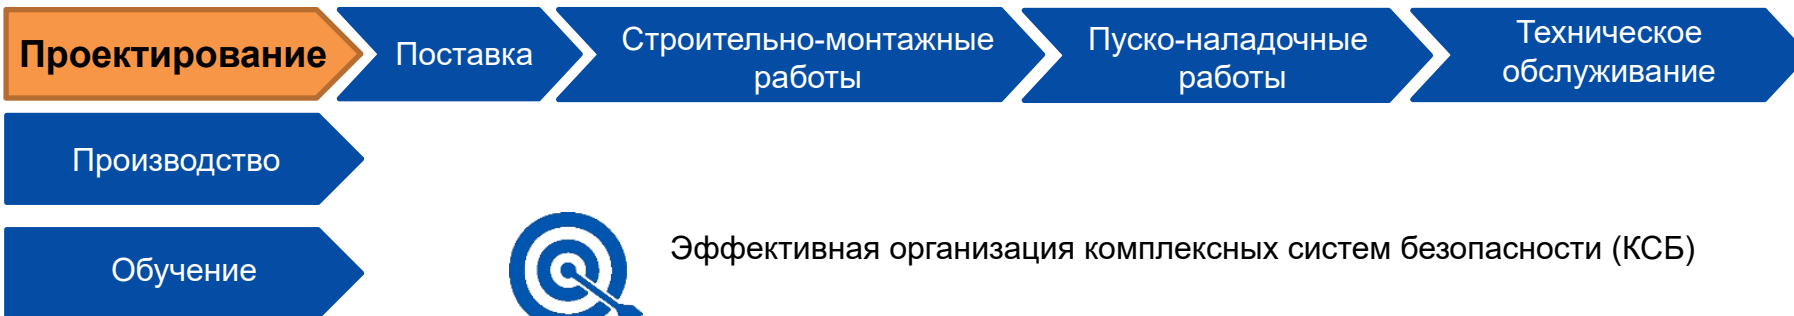 Проектирование
Поставка
Строительно-монтажные
работы
Пуско-наладочные
работы
Техническое
обслуживание
Производство
Обучение
Эффективная организация комплексных систем безопасности (КСБ)